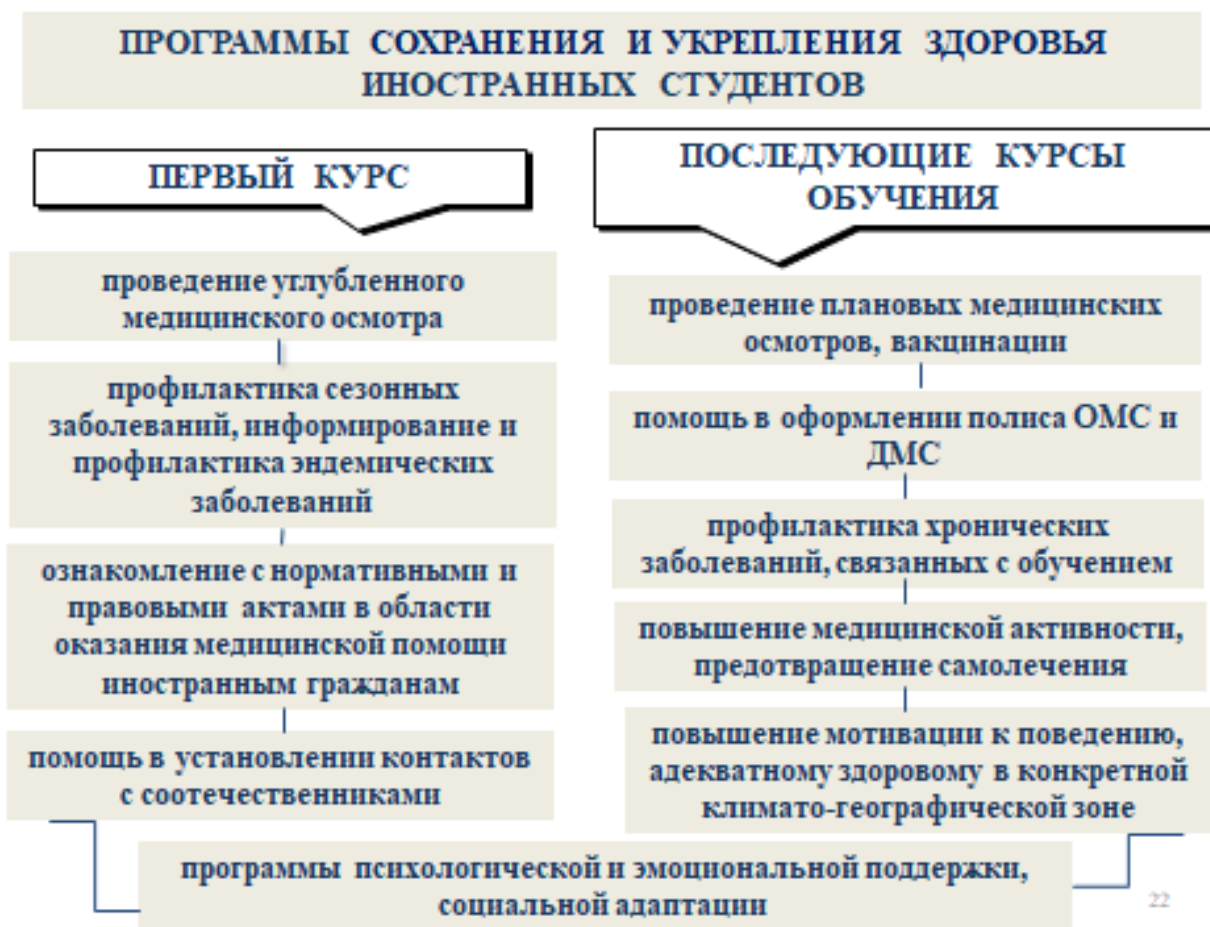 ПРОГРАММЫ СОХРАНЕНИЯ И УКРЕПЛЕНИЯ ЗДОРОВЬЯ
ИНОСТРАННЫХ СТУДЕНТОВ
ПЕРВЫЙ КУРС
проведение углубленного
медицинского осмотра
профилактика сезонных
заболеваний, информирование и
профилактика эндемических
заболеваний
ознакомление с нормативными и
правовыми актами в области
оказания медицинской помощи
иностранным гражданам
помощь в установлении контактов
с соотечественниками
ПОСЛЕДУЮЩИЕ КУРСЫ
ОБУЧЕНИЯ
проведение плановых медицинских
осмотров, вакцинации
помощь в оформлении полиса ОМС и
ДМС
профилактика хронических
заболеваний, связанных с обучением
повышение медицинской активности,
предотвращение самолечения
повышение мотивации к поведению,
адекватному здоровому в конкретной
климато-географической зоне
программы психологической и эмоциональной поддержки,
социальной адаптации
22